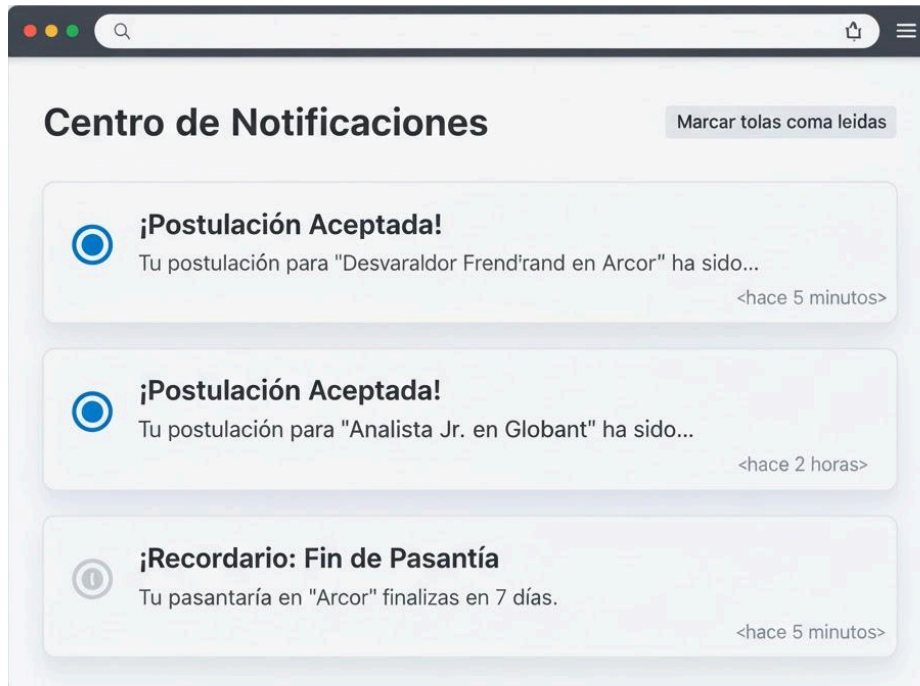 Centro de Notificaciones
Marcar tolas coma leidas
¡Postulación Aceptada!
Tu postulación para "Desvaraldor Frend'rand en Arcor" ha sido...
<hace 5 minutos>
¡Postulación Aceptada!
Tu postulación para "Analista Jr. en Globant" ha sido...
<hace 2 horas>
¡Recordario: Fin de Pasantía
Tu pasantaría en "Arcor" finalizas en 7 días.
<hace 5 minutos>